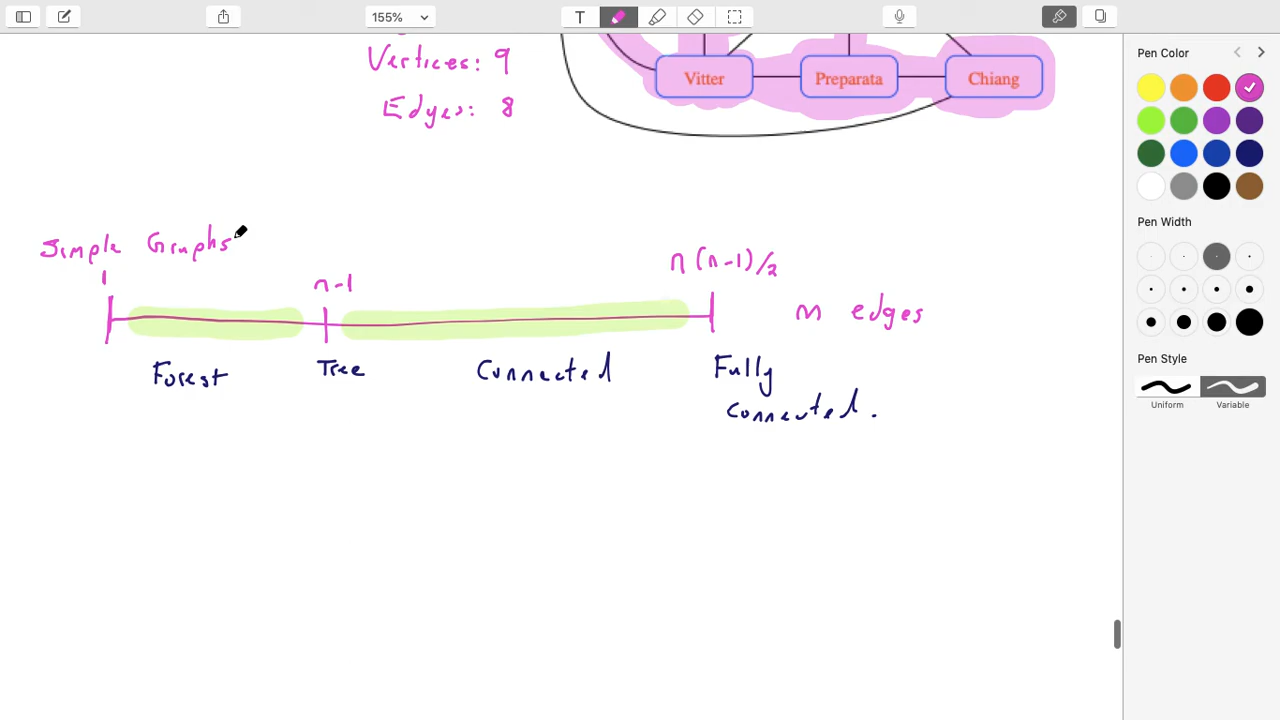 155%
T
Vertices: 9
Edges: 8
Vitter
Preparata
Chiang
Simple Graphs
1
n-1
n(n-1)/2
m edges
Forest
Tree
Connected
Fully
connected.
Pen Color
Pen Width
Pen Style
Uniform
Variable